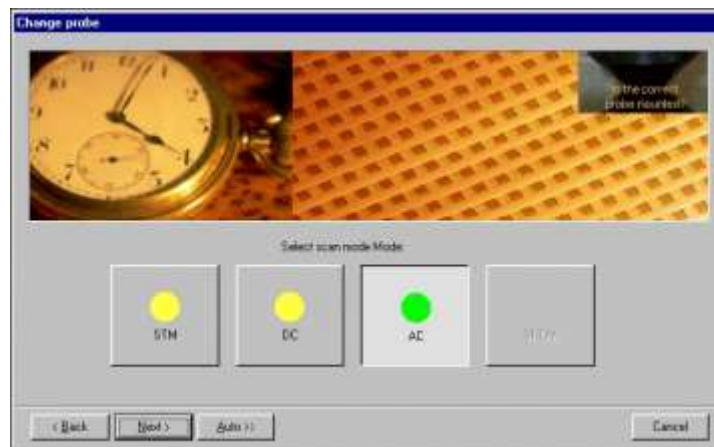 Change probe
Is the correct
probe mounted?
Select scan mode Mode:
STM
DC
AC
< Back
Next >
Auto >>
Cancel